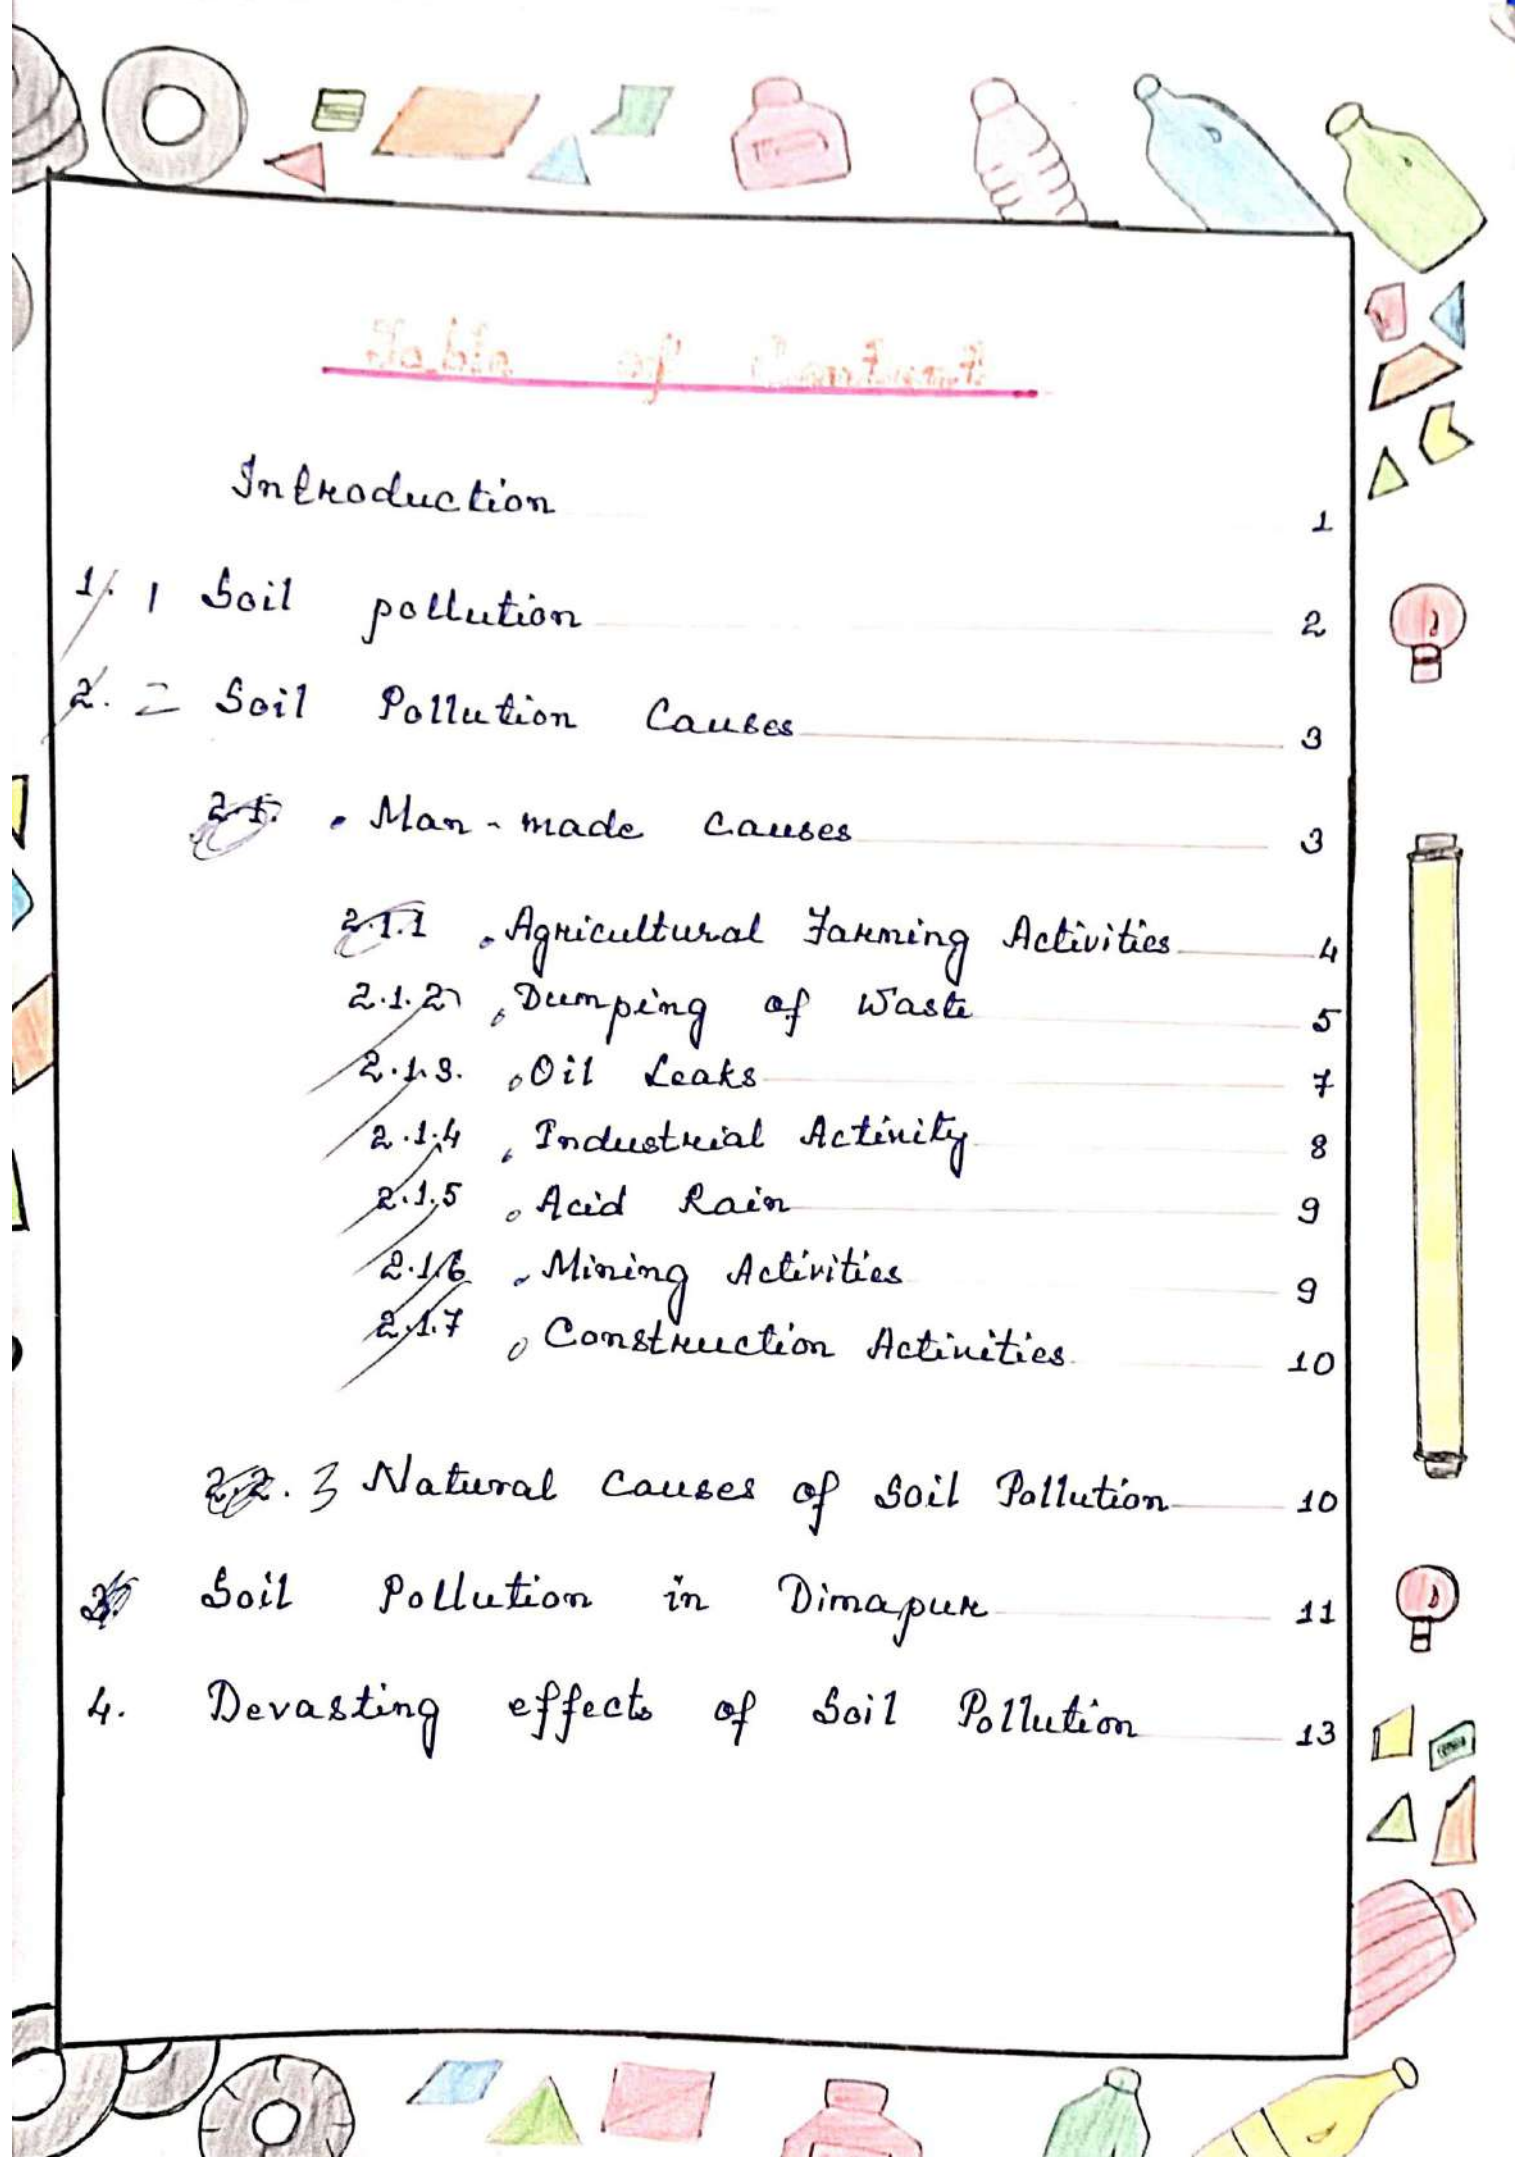 Table of Content
Introduction 1
1. 1 Soil pollution 2
2. 2 Soil Pollution Causes 3
2.1. . Man-made causes 3
2.1.1 . Agricultural Farming Activities 4
2.1.2 . Dumping of Waste 5
2.1.3. . Oil Leaks 7
2.1.4 . Industrial Activity 8
2.1.5 . Acid Rain 9
2.1.6 . Mining Activities 9
2.1.7 . Construction Activities 10
2.2. 3 Natural causes of Soil Pollution 10
3. Soil Pollution in Dimapur 11
4. Devasting effects of Soil Pollution 13